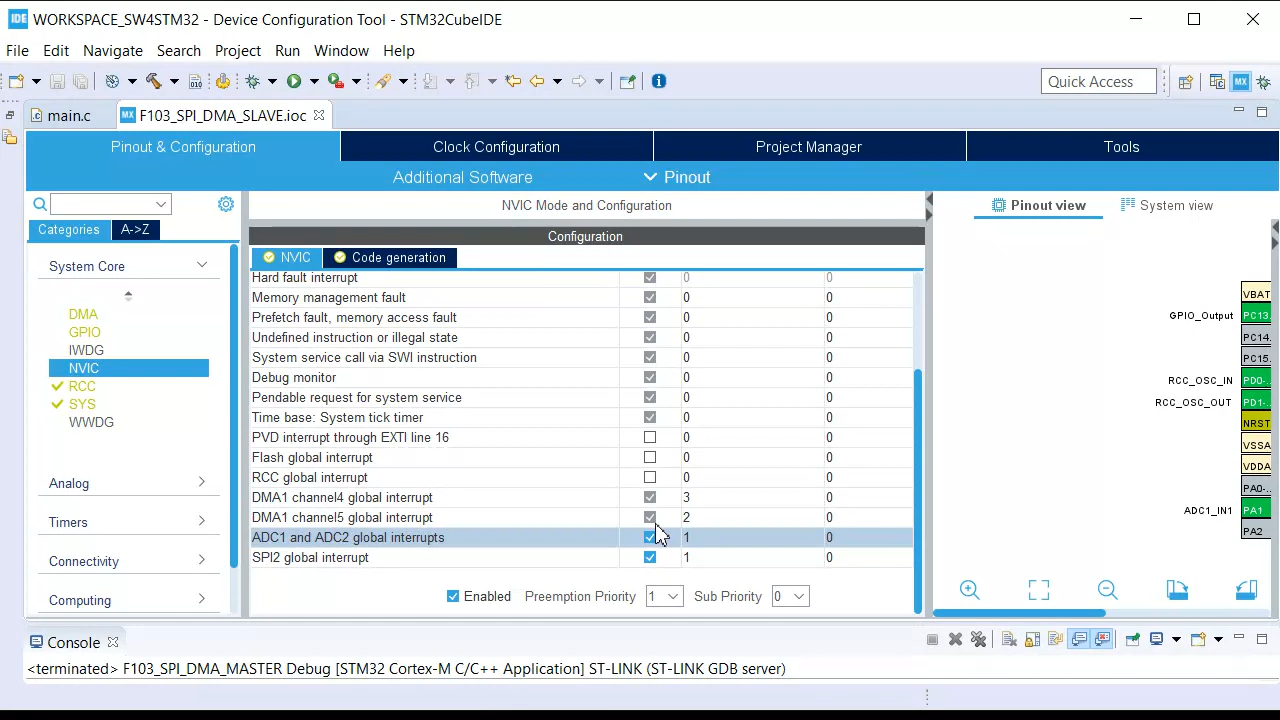 IDE WORKSPACE_SW4STM32 - Device Configuration Tool - STM32CubeIDE
File Edit Navigate Search Project Run Window Help
Quick Access
MX
main.c
MX F103_SPI_DMA_SLAVE.ioc
Pinout & Configuration
Clock Configuration
Project Manager
Tools
Additional Software
Pinout
Categories
A->Z
System Core
DMA
GPIO
IWDG
NVIC
RCC
SYS
WWDG
Analog
Timers
Connectivity
Computing
NVIC Mode and Configuration
Configuration
NVIC
Code generation
Hard fault interrupt 0 0
Memory management fault 0 0
Prefetch fault, memory access fault 0 0
Undefined instruction or illegal state 0 0
System service call via SWI instruction 0 0
Debug monitor 0 0
Pendable request for system service 0 0
Time base: System tick timer 0 0
PVD interrupt through EXTI line 16 0 0
Flash global interrupt 0 0
RCC global interrupt 0 0
DMA1 channel4 global interrupt 3 0
DMA1 channel5 global interrupt 2 0
ADC1 and ADC2 global interrupts 1 0
SPI2 global interrupt 1 0
Enabled Preemption Priority 1 Sub Priority 0
Pinout view
System view
VBAT
GPIO_Output PC13.
PC14.
PC15.
RCC_OSC_IN PD0-..
RCC_OSC_OUT PD1-..
NRST
VSSA
VDDA
PA0-..
ADC1_IN1 PA1
PA2
Console
<terminated> F103_SPI_DMA_MASTER Debug [STM32 Cortex-M C/C++ Application] ST-LINK (ST-LINK GDB server)